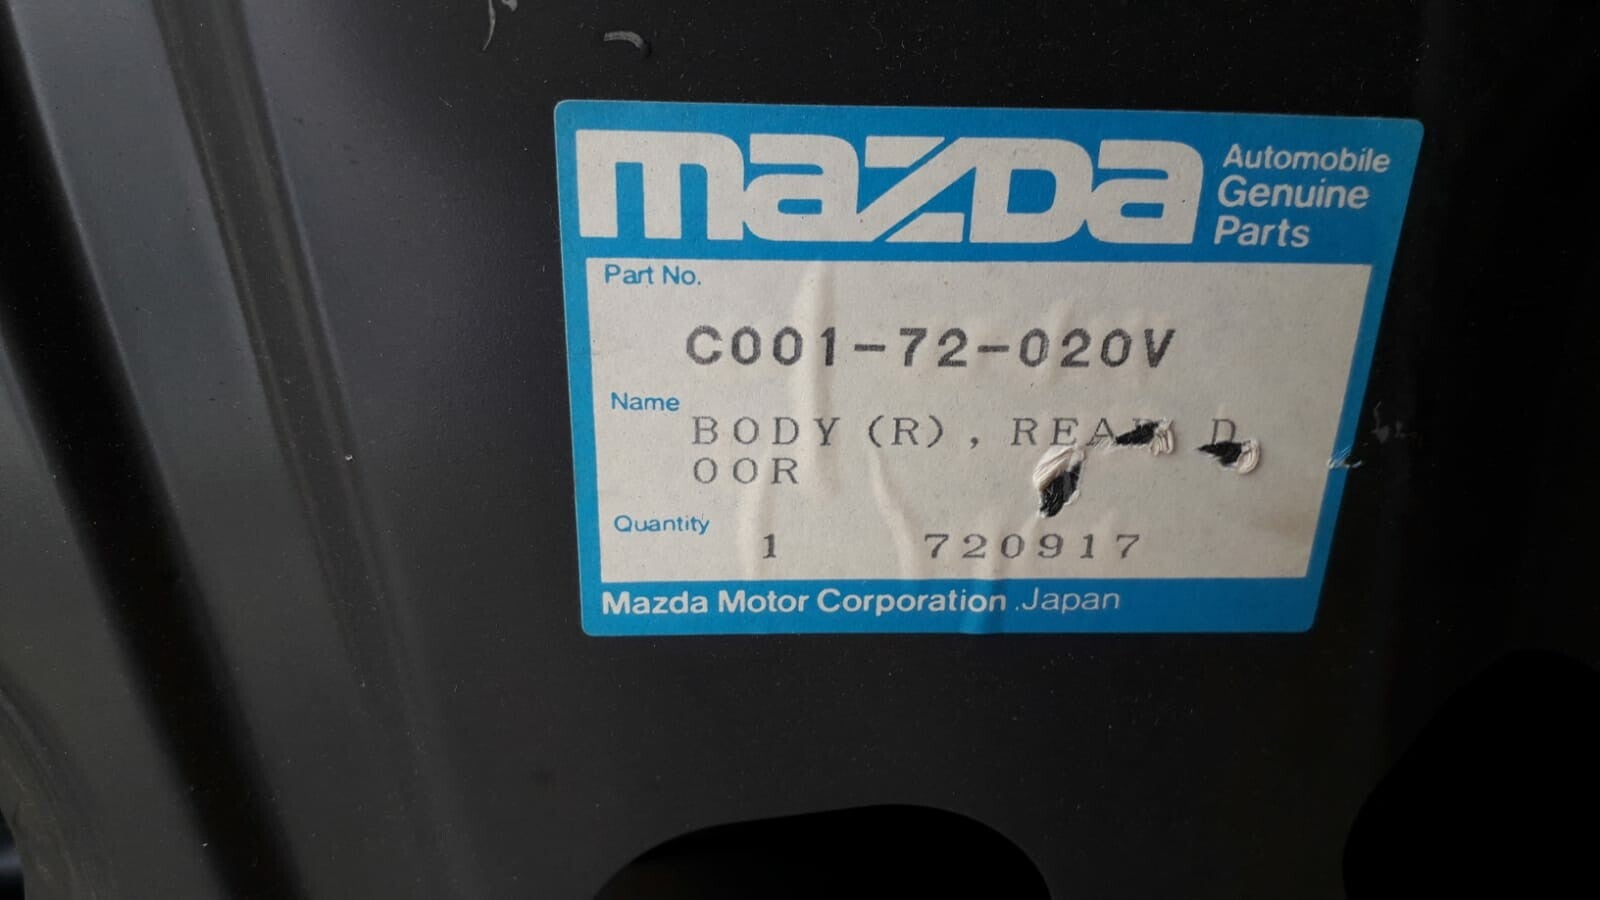 mazda
Automobile
Genuine
Parts
Part No.
C001-72-020V
Name
BODY (R), REAR D
OOR
Quantity
1 720917
Mazda Motor Corporation .Japan